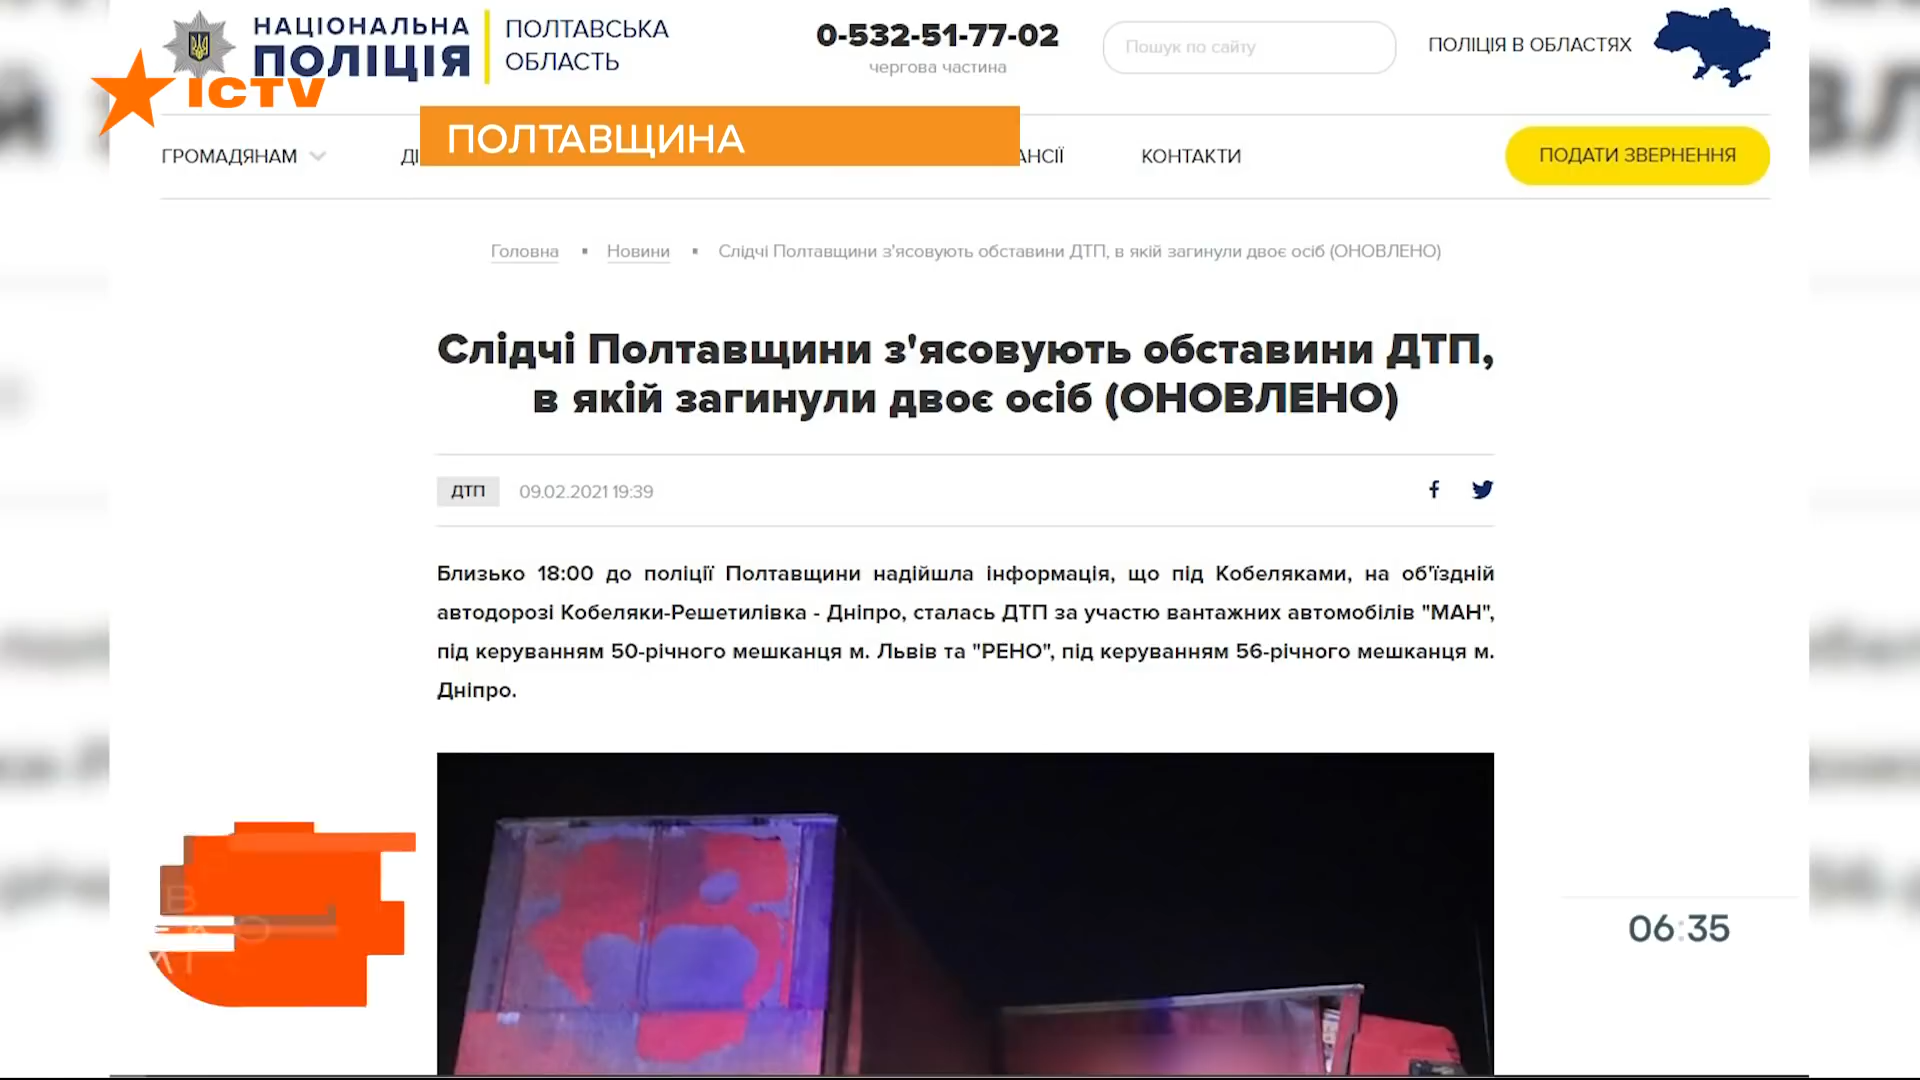 НАЦІОНАЛЬНА
ПОЛІЦІЯ
ПОЛТАВСЬКА
ОБЛАСТЬ
0-532-51-77-02
чергова частина
Пошук по сайту
ПОЛІЦІЯ В ОБЛАСТЯХ
ICTV
ПОЛТАВЩИНА
ГРОМАДЯНАМ
КОНТАКТИ
ПОДАТИ ЗВЕРНЕННЯ
Головна ▪ Новини ▪ Слідчі Полтавщини з'ясовують обставини ДТП, в якій загинули двоє осіб (ОНОВЛЕНО)
Слідчі Полтавщини з'ясовують обставини ДТП,
в якій загинули двоє осіб (ОНОВЛЕНО)
ДТП 09.02.2021 19:39
Близько 18:00 до поліції Полтавщини надійшла інформація, що під Кобеляками, на об'їздній
автодорозі Кобеляки-Решетилівка - Дніпро, сталась ДТП за участю вантажних автомобілів "МАН",
під керуванням 50-річного мешканця м. Львів та "РЕНО", під керуванням 56-річного мешканця м.
Дніпро.
06:35